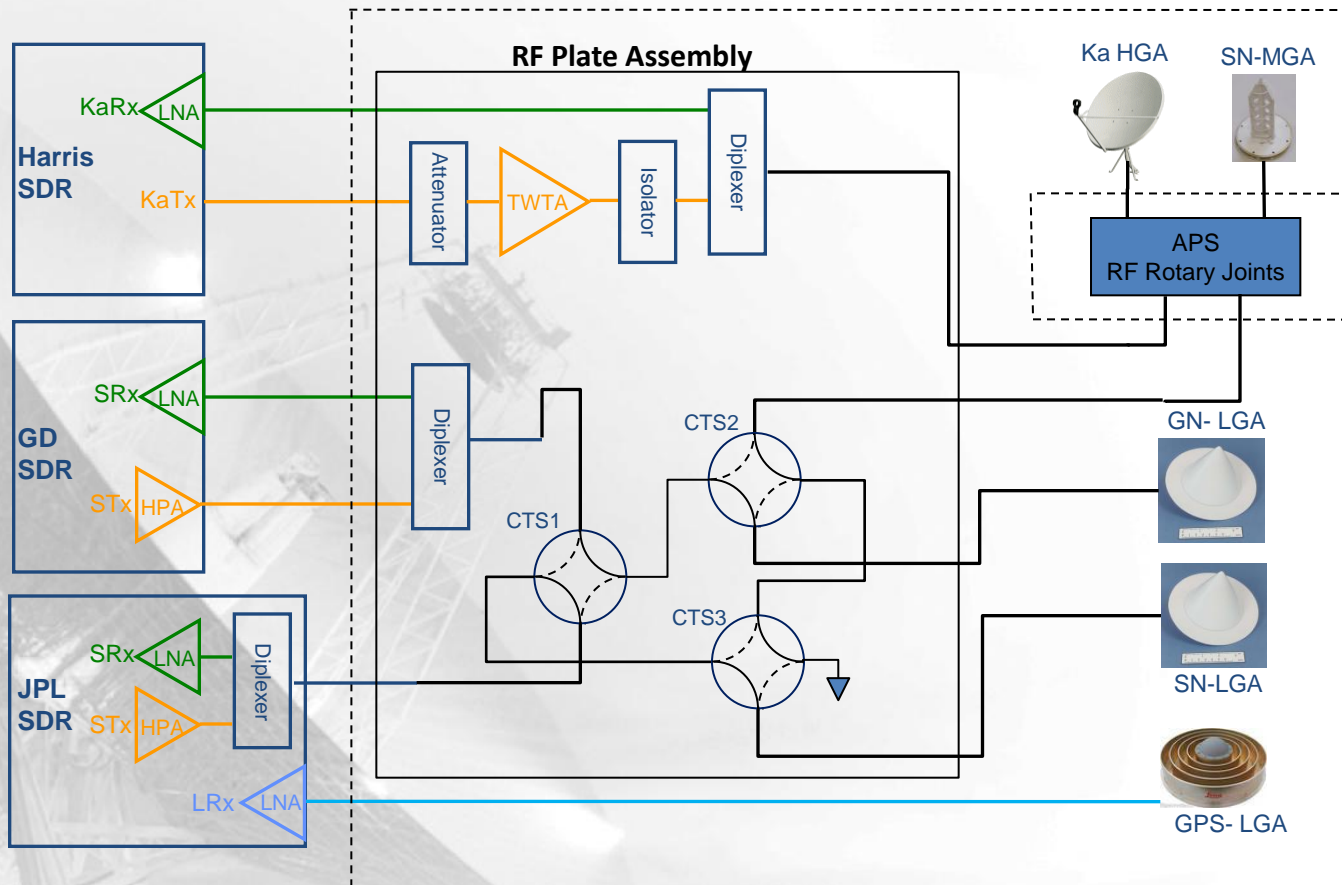 RF Plate Assembly
Ka HGA
SN-MGA
Harris
SDR
KaRx
LNA
KaTx
Attenuator
TWTA
Isolator
Diplexer
APS
RF Rotary Joints
GD
SDR
SRx
LNA
STx
HPA
Diplexer
CTS1
CTS2
CTS3
GN- LGA
SN-LGA
JPL
SDR
SRx
LNA
STx
HPA
Diplexer
LRx
LNA
GPS- LGA